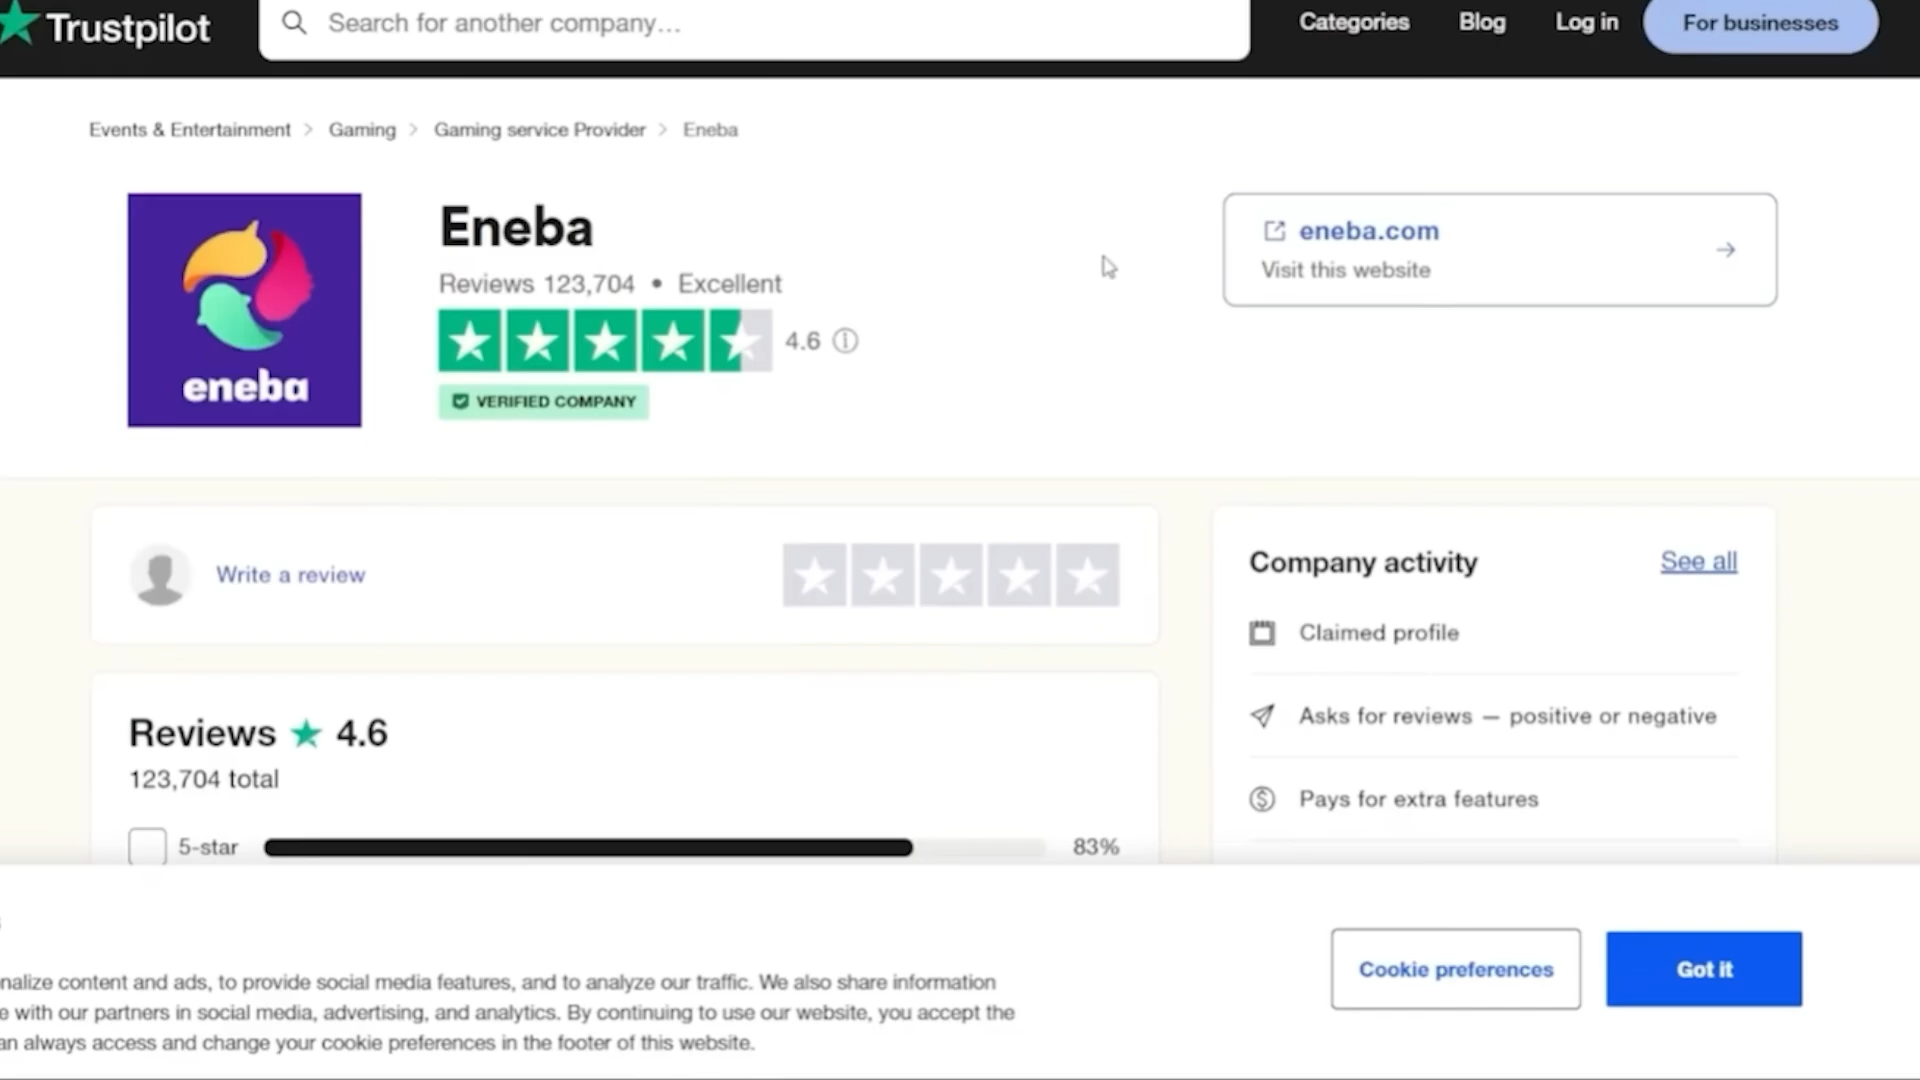 Trustpilot
Search for another company...
Categories
Blog
Log in
For businesses
Events & Entertainment > Gaming > Gaming service Provider > Eneba
eneba
Eneba
Reviews 123,704 • Excellent
4.6
VERIFIED COMPANY
eneba.com
Visit this website
Write a review
Reviews ★ 4.6
123,704 total
5-star
83%
Company activity
See all
Claimed profile
Asks for reviews — positive or negative
Pays for extra features
content and ads, to provide social media features, and to analyze our traffic. We also share information
with our partners in social media, advertising, and analytics. By continuing to use our website, you accept the
always access and change your cookie preferences in the footer of this website.
Cookie preferences
Got it